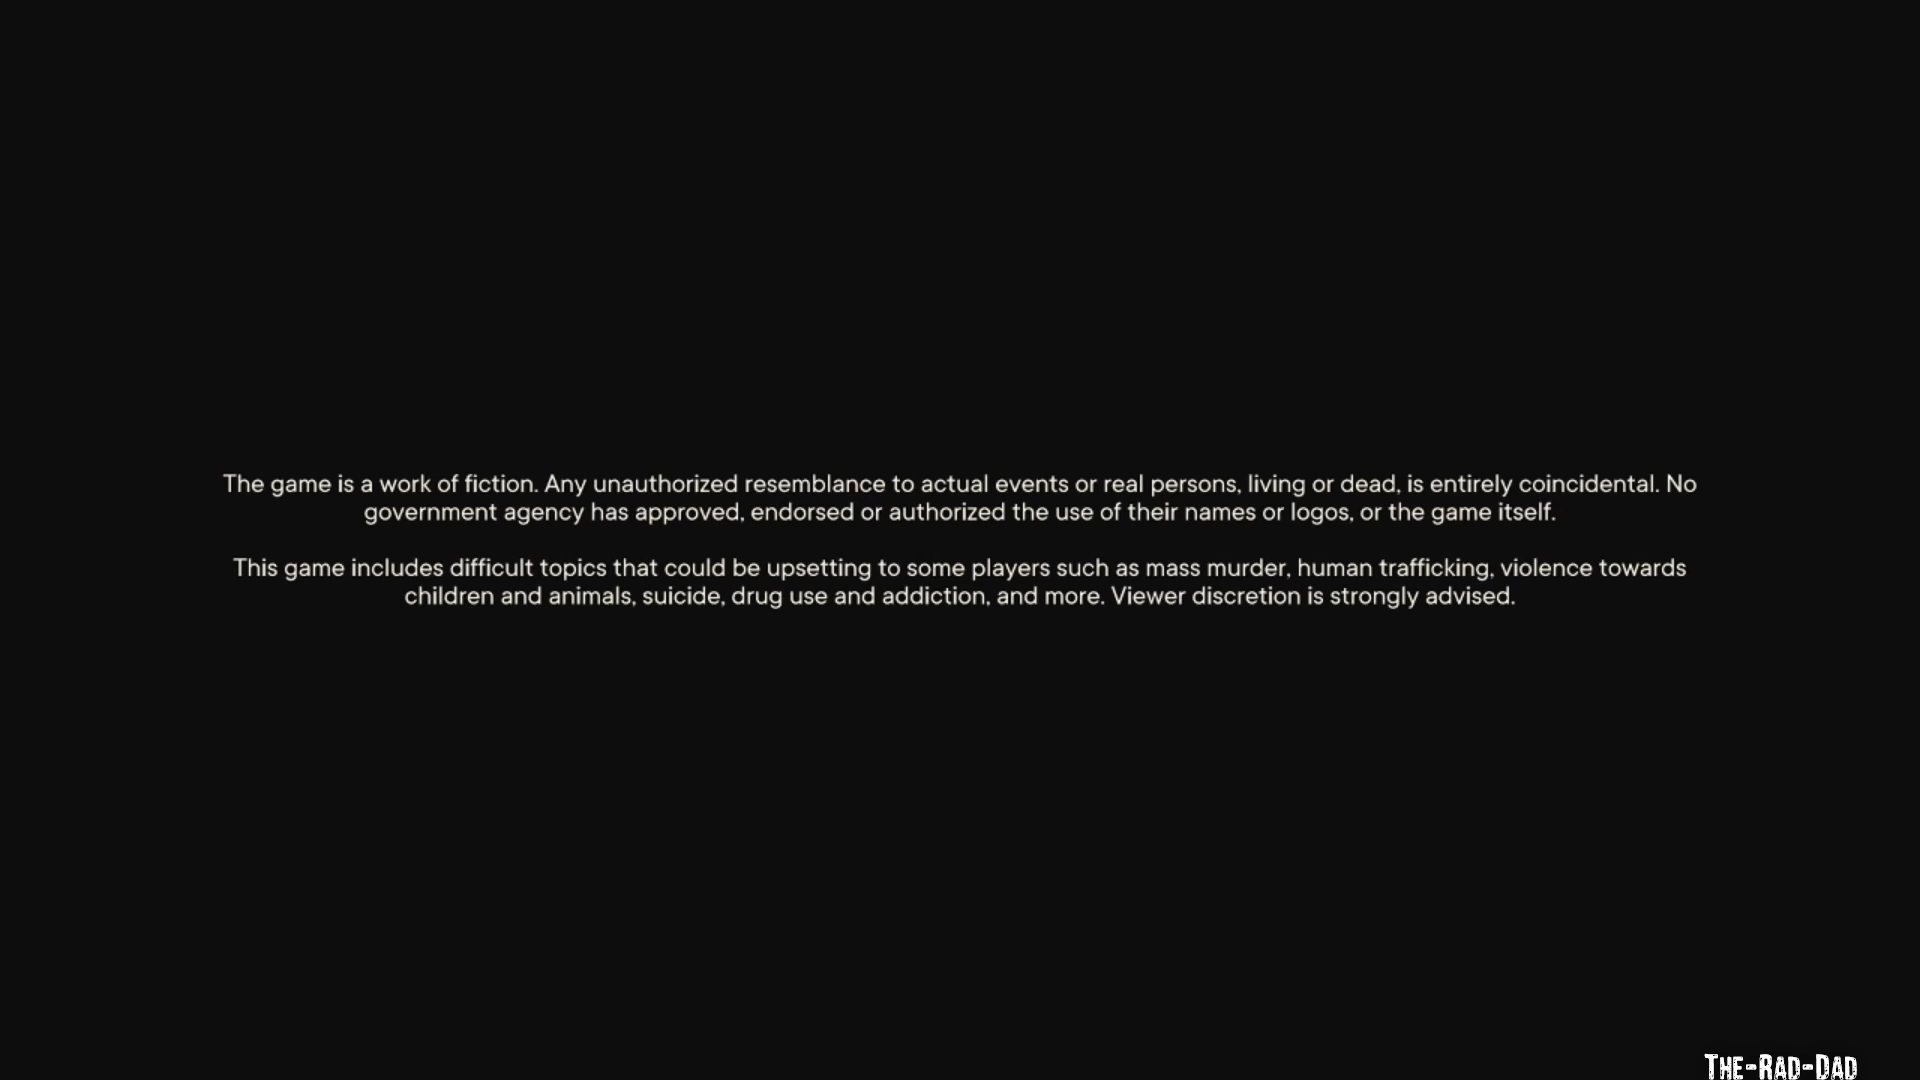 The game is a work of fiction. Any unauthorized resemblance to actual events or real persons, living or dead, is entirely coincidental. No
government agency has approved, endorsed or authorized the use of their names or logos, or the game itself.
This game includes difficult topics that could be upsetting to some players such as mass murder, human trafficking, violence towards
children and animals, suicide, drug use and addiction, and more. Viewer discretion is strongly advised.
The-Rad-Dad